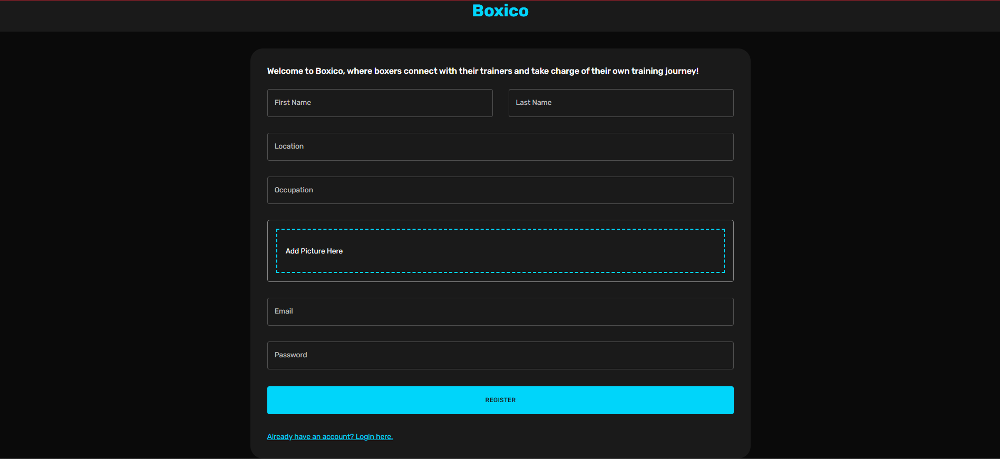 Boxico
Welcome to Boxico, where boxers connect with their trainers and take charge of their own training journey!
First Name
Last Name
Location
Occupation
Add Picture Here
Email
Password
REGISTER
Already have an account? Login here.